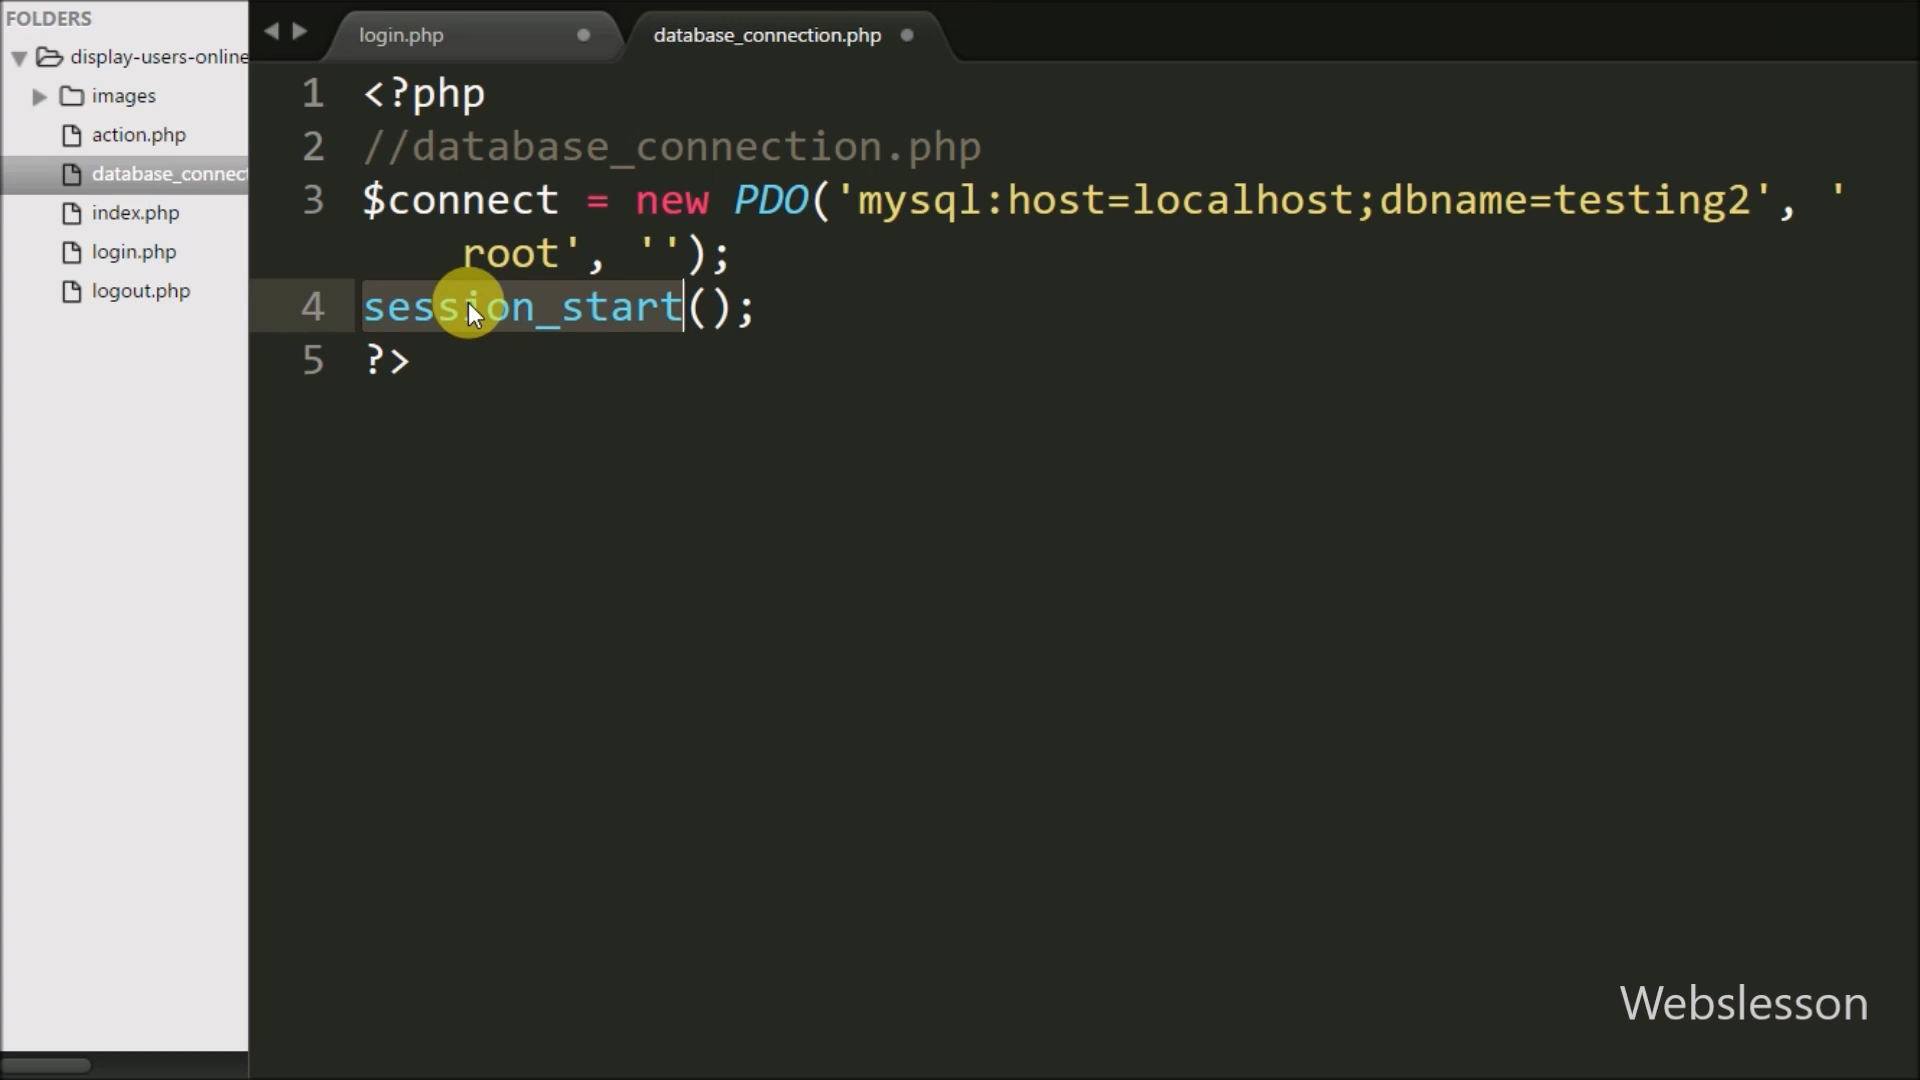 FOLDERS
display-users-online
images
action.php
database_connect
index.php
login.php
logout.php
login.php
database_connection.php
1 <?php
2 //database_connection.php
3 $connect = new PDO('mysql:host=localhost;dbname=testing2', '
root', '');
4 session_start();
5 ?>
Webslesson